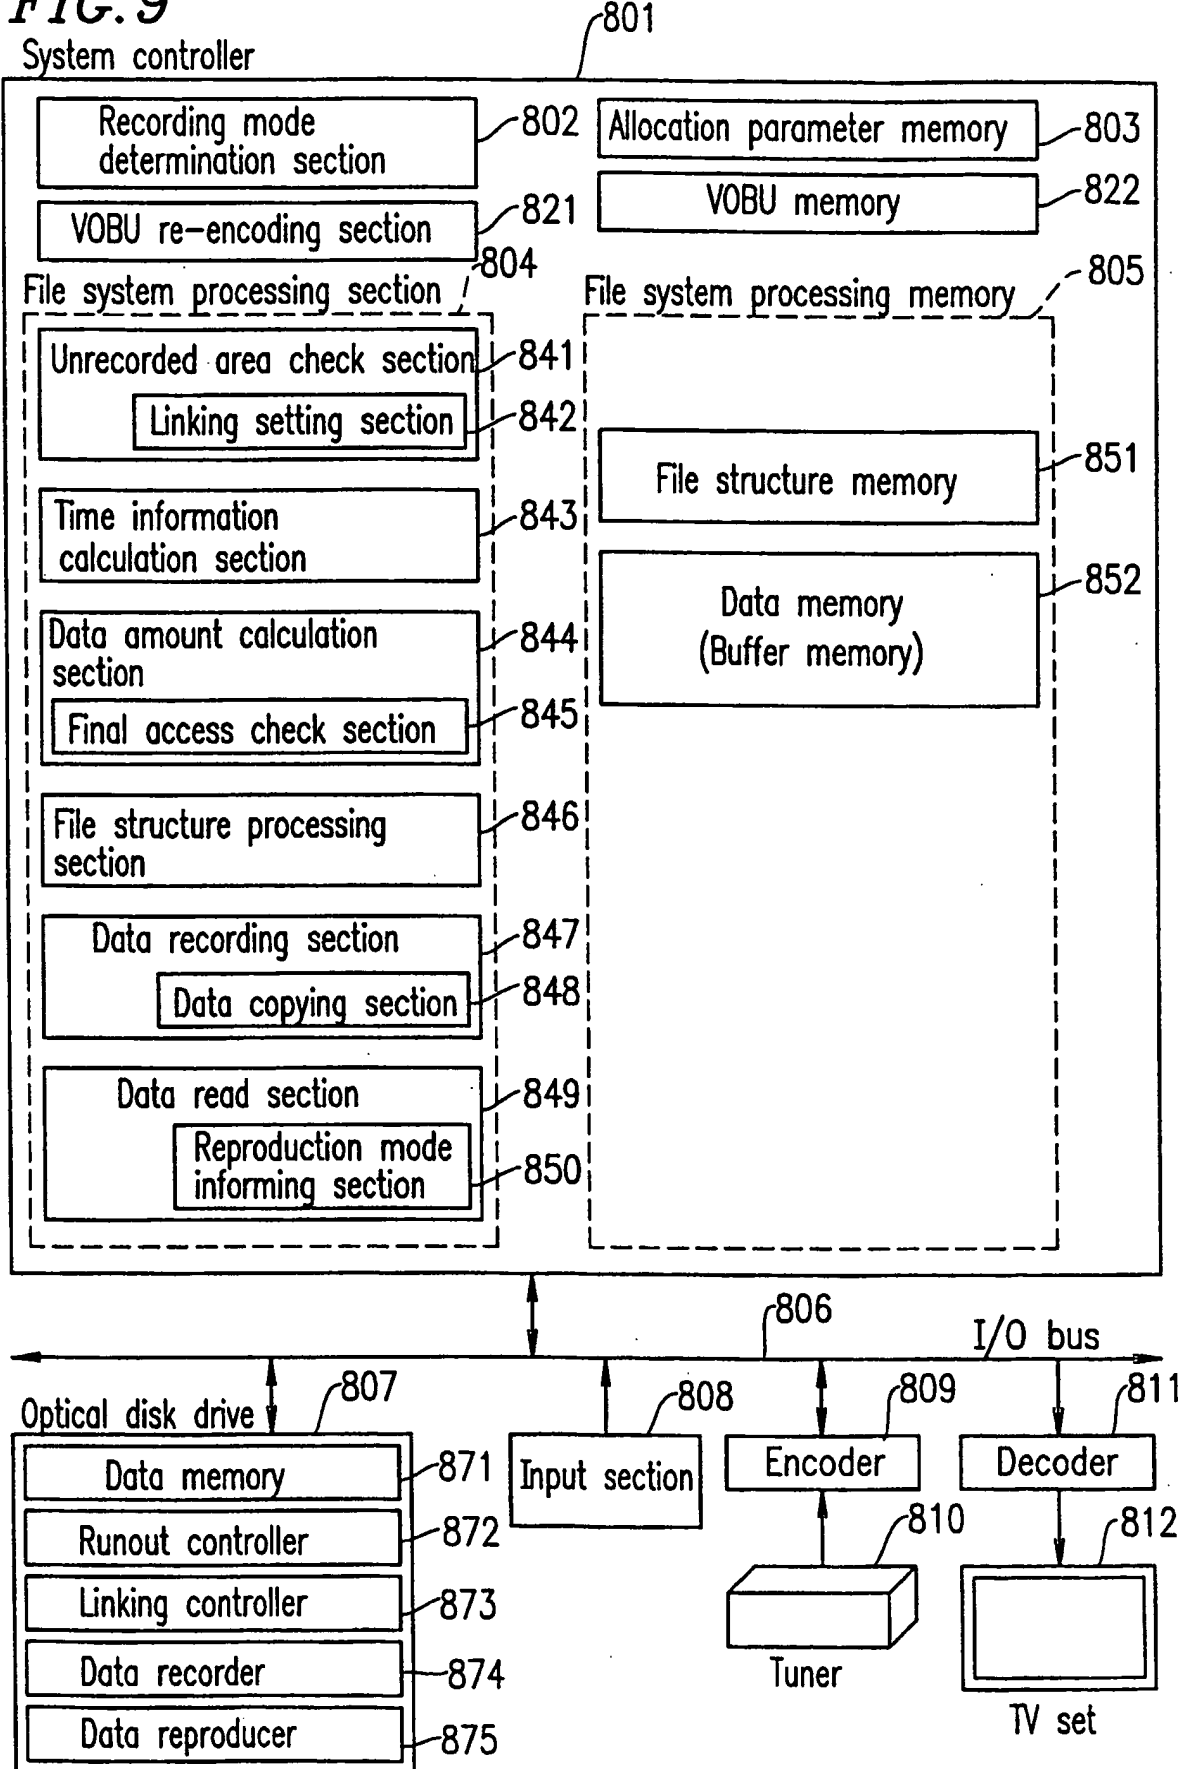 FIG. 9
801
System controller
Recording mode
determination section
802
Allocation parameter memory
803
VOBU re-encoding section
821
VOBU memory
822
File system processing section
804
File system processing memory
805
Unrecorded area check section
841
Linking setting section
842
File structure memory
851
Time information
calculation section
843
Data memory
(Buffer memory)
852
Data amount calculation
section
844
Final access check section
845
File structure processing
section
846
Data recording section
847
Data copying section
848
Data read section
849
Reproduction mode
informing section
850
806
I/O bus
Optical disk drive
807
808
809
811
Data memory
871
Input section
Encoder
Decoder
Runout controller
872
810
812
Linking controller
873
Data recorder
874
Tuner
Data reproducer
875
TV set